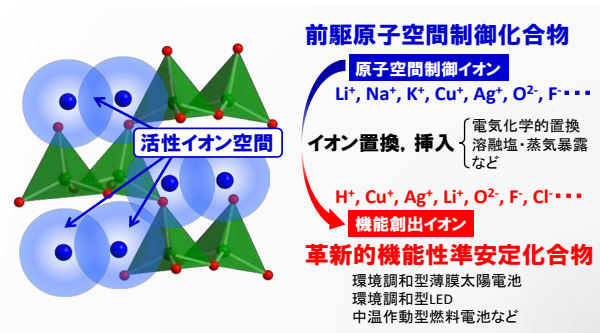 前駆原子空間制御化合物
原子空間制御イオン
Li⁺, Na⁺, K⁺, Cu⁺, Ag⁺, O²⁻, F⁻・・・
活性イオン空間
イオン置換, 挿入
電気化学的置換
溶融塩・蒸気暴露
など
H⁺, Cu⁺, Ag⁺, Li⁺, O²⁻, F⁻, Cl⁻・・・
機能創出イオン
革新的機能性準安定化合物
環境調和型薄膜太陽電池
環境調和型LED
中温作動型燃料電池など